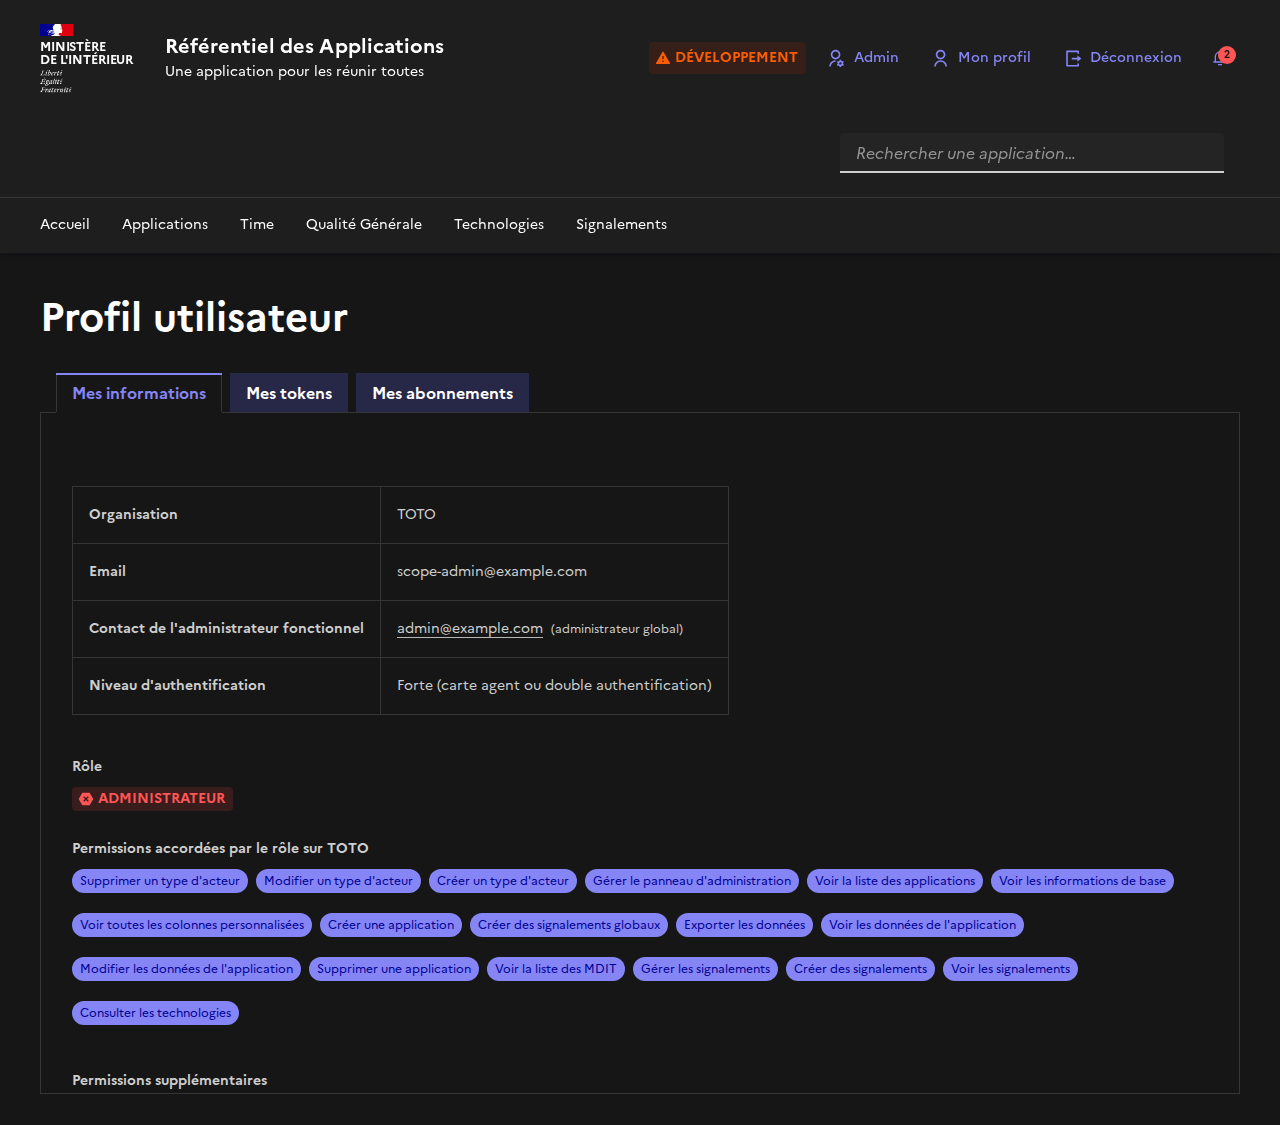 MINISTÈRE
DE L'INTÉRIEUR
Liberté
Égalité
Fraternité
Référentiel des Applications
Une application pour les réunir toutes
DÉVELOPPEMENT
Admin
Mon profil
Déconnexion
2
Rechercher une application…
Accueil Applications Time Qualité Générale Technologies Signalements
Profil utilisateur
Mes informations Mes tokens Mes abonnements
Organisation TOTO
Email scope-admin@example.com
Contact de l'administrateur fonctionnel admin@example.com (administrateur global)
Niveau d'authentification Forte (carte agent ou double authentification)
Rôle
ADMINISTRATEUR
Permissions accordées par le rôle sur TOTO
Supprimer un type d'acteur Modifier un type d'acteur Créer un type d'acteur Gérer le panneau d'administration Voir la liste des applications Voir les informations de base
Voir toutes les colonnes personnalisées Créer une application Créer des signalements globaux Exporter les données Voir les données de l'application
Modifier les données de l'application Supprimer une application Voir la liste des MDIT Gérer les signalements Créer des signalements Voir les signalements
Consulter les technologies
Permissions supplémentaires